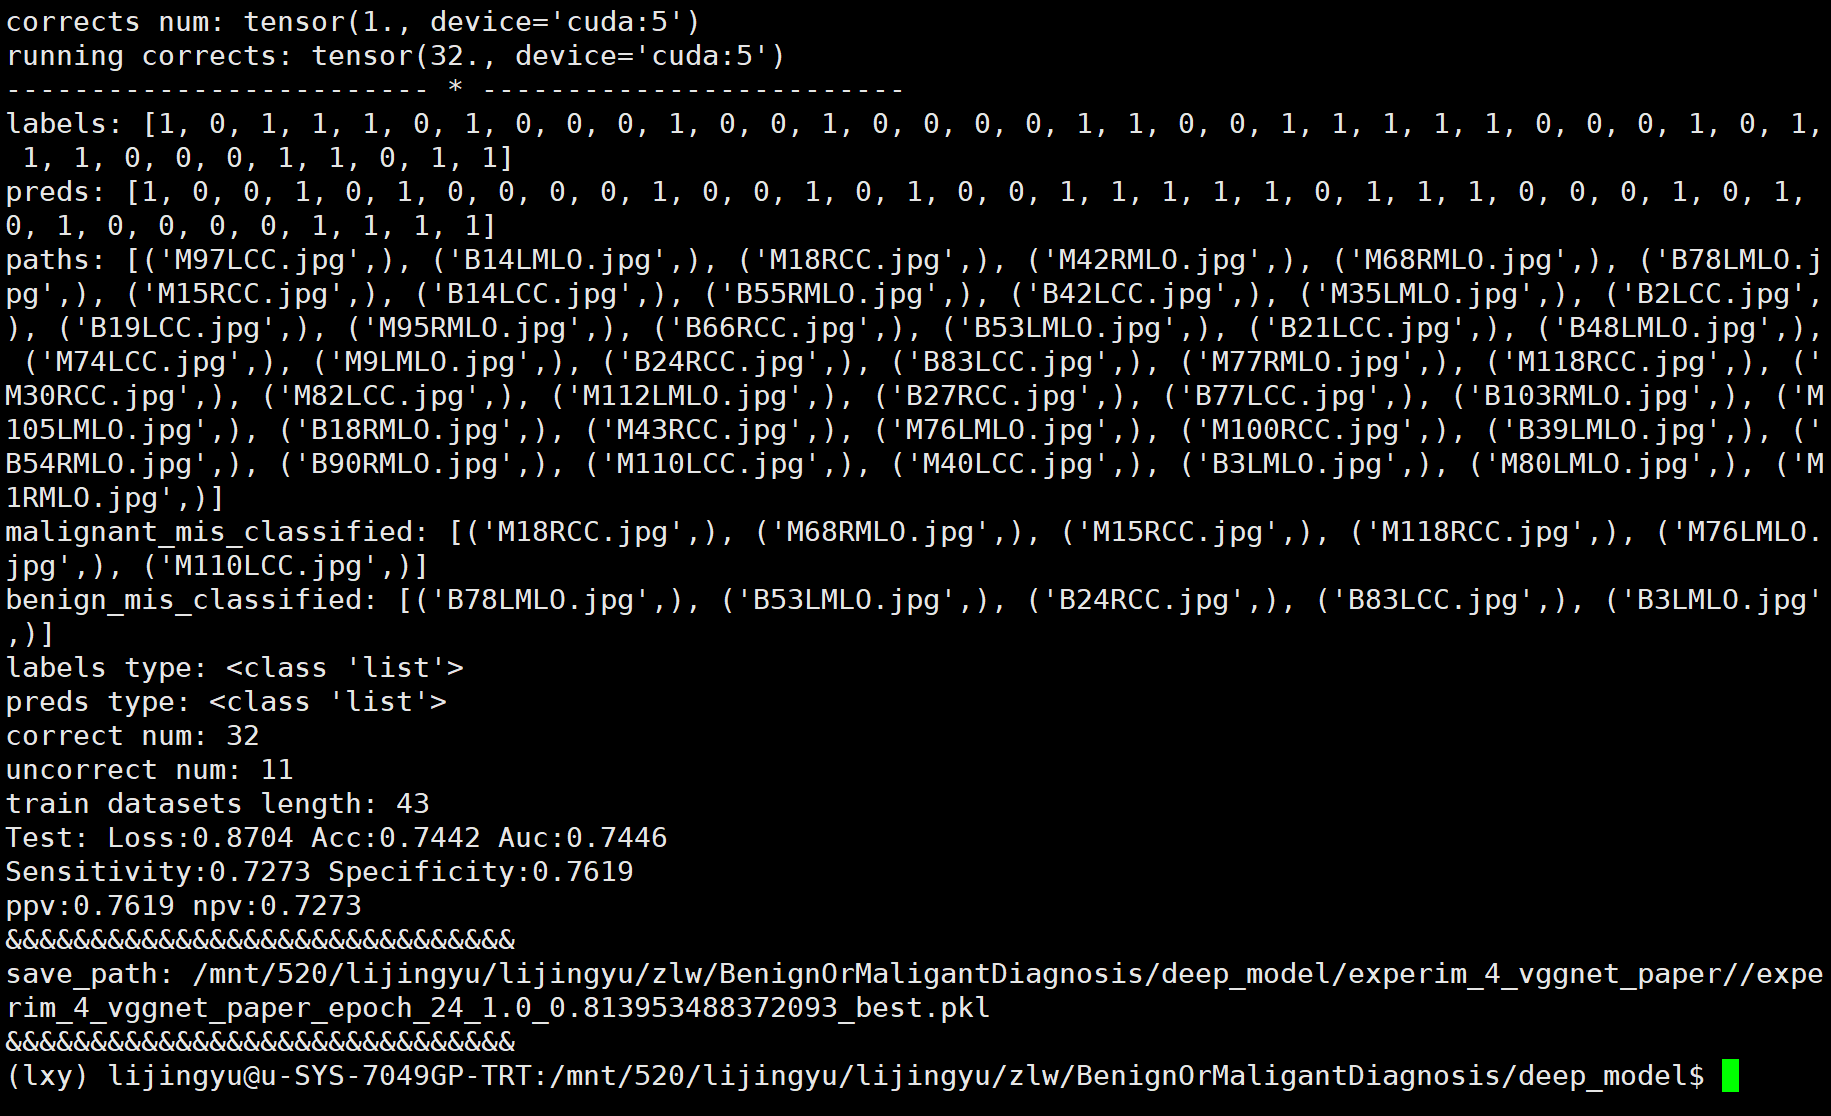 corrects num: tensor(1., device='cuda:5')
running corrects: tensor(32., device='cuda:5')
------------------------- * -------------------------
labels: [1, 0, 1, 1, 1, 0, 1, 0, 0, 0, 1, 0, 0, 1, 0, 0, 0, 0, 1, 1, 0, 0, 1, 1, 1, 1, 1, 0, 0, 0, 1, 0, 1,
 1, 1, 0, 0, 0, 1, 1, 0, 1, 1]
preds: [1, 0, 0, 1, 0, 1, 0, 0, 0, 0, 1, 0, 0, 1, 0, 1, 0, 0, 1, 1, 1, 1, 1, 0, 1, 1, 1, 0, 0, 0, 1, 0, 1,
0, 1, 0, 0, 0, 0, 1, 1, 1, 1]
paths: [('M97LCC.jpg',), ('B14LMLO.jpg',), ('M18RCC.jpg',), ('M42RMLO.jpg',), ('M68RMLO.jpg',), ('B78LMLO.j
pg',), ('M15RCC.jpg',), ('B14LCC.jpg',), ('B55RMLO.jpg',), ('B42LCC.jpg',), ('M35LMLO.jpg',), ('B2LCC.jpg',
), ('B19LCC.jpg',), ('M95RMLO.jpg',), ('B66RCC.jpg',), ('B53LMLO.jpg',), ('B21LCC.jpg',), ('B48LMLO.jpg',),
 ('M74LCC.jpg',), ('M9LMLO.jpg',), ('B24RCC.jpg',), ('B83LCC.jpg',), ('M77RMLO.jpg',), ('M118RCC.jpg',), ('
M30RCC.jpg',), ('M82LCC.jpg',), ('M112LMLO.jpg',), ('B27RCC.jpg',), ('B77LCC.jpg',), ('B103RMLO.jpg',), ('M
105LMLO.jpg',), ('B18RMLO.jpg',), ('M43RCC.jpg',), ('M76LMLO.jpg',), ('M100RCC.jpg',), ('B39LMLO.jpg',), ('
B54RMLO.jpg',), ('B90RMLO.jpg',), ('M110LCC.jpg',), ('M40LCC.jpg',), ('B3LMLO.jpg',), ('M80LMLO.jpg',), ('M
1RMLO.jpg',)]
malignant_mis_classified: [('M18RCC.jpg',), ('M68RMLO.jpg',), ('M15RCC.jpg',), ('M118RCC.jpg',), ('M76LMLO.
jpg',), ('M110LCC.jpg',)]
benign_mis_classified: [('B78LMLO.jpg',), ('B53LMLO.jpg',), ('B24RCC.jpg',), ('B83LCC.jpg',), ('B3LMLO.jpg'
,)]
labels type: <class 'list'>
preds type: <class 'list'>
correct num: 32
uncorrect num: 11
train datasets length: 43
Test: Loss:0.8704 Acc:0.7442 Auc:0.7446
Sensitivity:0.7273 Specificity:0.7619
ppv:0.7619 npv:0.7273
&&&&&&&&&&&&&&&&&&&&&&&&&&&&&&
save_path: /mnt/520/lijingyu/lijingyu/zlw/BenignOrMaligantDiagnosis/deep_model/experim_4_vggnet_paper//expe
rim_4_vggnet_paper_epoch_24_1.0_0.813953488372093_best.pkl
&&&&&&&&&&&&&&&&&&&&&&&&&&&&&&
(lxy) lijingyu@u-SYS-7049GP-TRT:/mnt/520/lijingyu/lijingyu/zlw/BenignOrMaligantDiagnosis/deep_model$